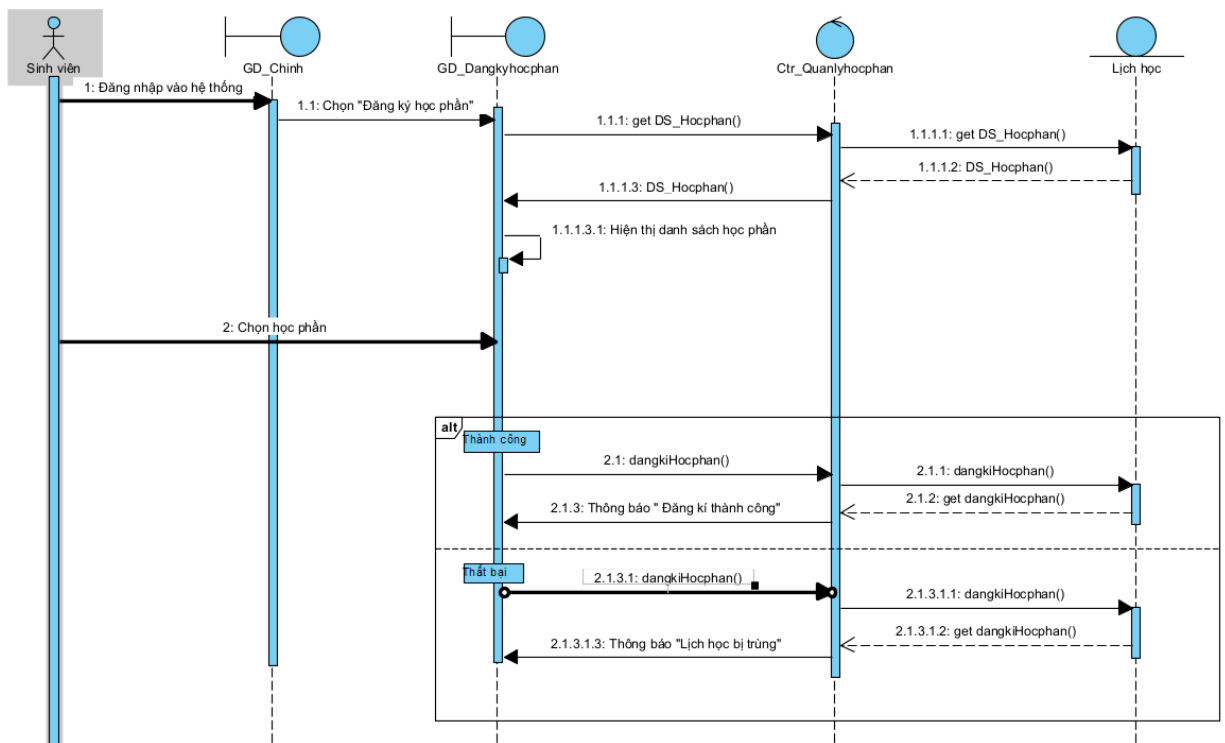 Sinh viên
GD_Chinh
GD_Dangkyhocphan
Ctr_Quanlyhocphan
Lịch học
1: Đăng nhập vào hệ thống
1.1: Chọn "Đăng ký học phần"
1.1.1: get DS_Hocphan()
1.1.1.1: get DS_Hocphan()
1.1.1.2: DS_Hocphan()
1.1.1.3: DS_Hocphan()
1.1.1.3.1: Hiện thị danh sách học phần
2: Chọn học phần
alt
Thành công
2.1: dangkiHocphan()
2.1.1: dangkiHocphan()
2.1.2: get dangkiHocphan()
2.1.3: Thông báo " Đăng kí thành công"
Thất bại
2.1.3.1: dangkiHocphan()
2.1.3.1.1: dangkiHocphan()
2.1.3.1.2: get dangkiHocphan()
2.1.3.1.3: Thông báo "Lịch học bị trùng"